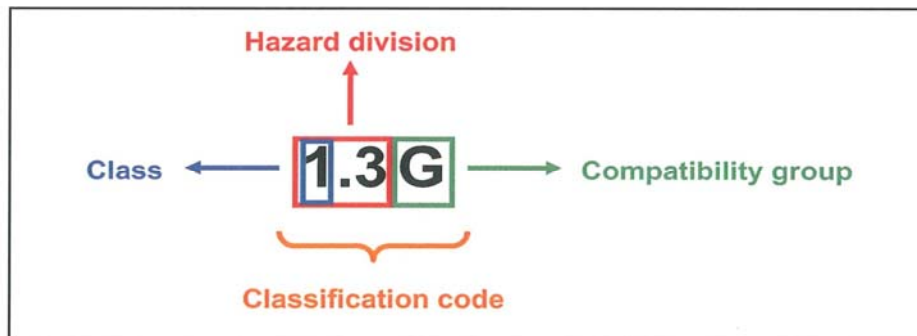 Hazard division
Class
1.3G
Compatibility group
Classification code